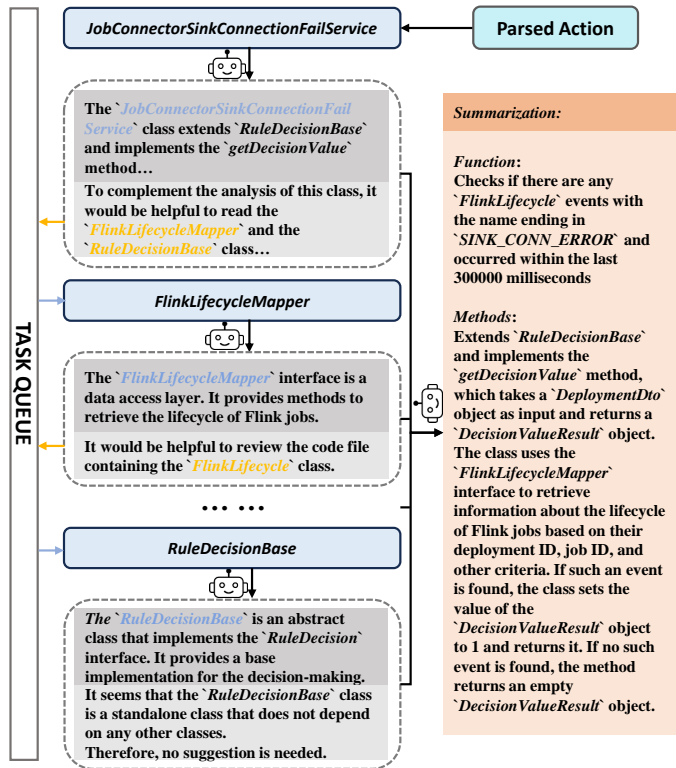 JobConnectorSinkConnectionFailService
Parsed Action
The `JobConnectorSinkConnectionFail
Service` class extends `RuleDecisionBase`
and implements the `getDecisionValue`
method…
To complement the analysis of this class, it
would be helpful to read the
`FlinkLifecycleMapper` and the
`RuleDecisionBase` class…
TASK QUEUE
FlinkLifecycleMapper
The `FlinkLifecycleMapper` interface is a
data access layer. It provides methods to
retrieve the lifecycle of Flink jobs.
It would be helpful to review the code file
containing the `FlinkLifecycle` class.
... ...
RuleDecisionBase
The `RuleDecisionBase` is an abstract
class that implements the `RuleDecision`
interface. It provides a base
implementation for the decision-making.
It seems that the `RuleDecisionBase` class
is a standalone class that does not depend
on any other classes.
Therefore, no suggestion is needed.
Summarization:
Function:
Checks if there are any
`FlinkLifecycle` events with
the name ending in
`SINK_CONN_ERROR` and
occurred within the last
300000 milliseconds
Methods:
Extends `RuleDecisionBase`
and implements the
`getDecisionValue` method,
which takes a `DeploymentDto`
object as input and returns a
`DecisionValueResult` object.
The class uses the
`FlinkLifecycleMapper`
interface to retrieve
information about the lifecycle
of Flink jobs based on their
deployment ID, job ID, and
other criteria. If such an event
is found, the class sets the
value of the
`DecisionValueResult` object
to 1 and returns it. If no such
event is found, the method
returns an empty
`DecisionValueResult` object.